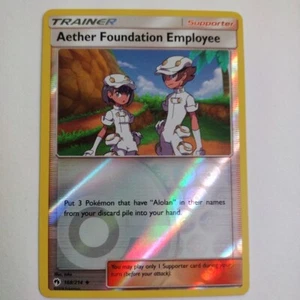 TRAINER
Supporter
Aether Foundation Employee
Put 3 Pokémon that have "Alolan" in their names
from your discard pile into your hand.
You may play only 1 Supporter card during your
turn (before your attack).